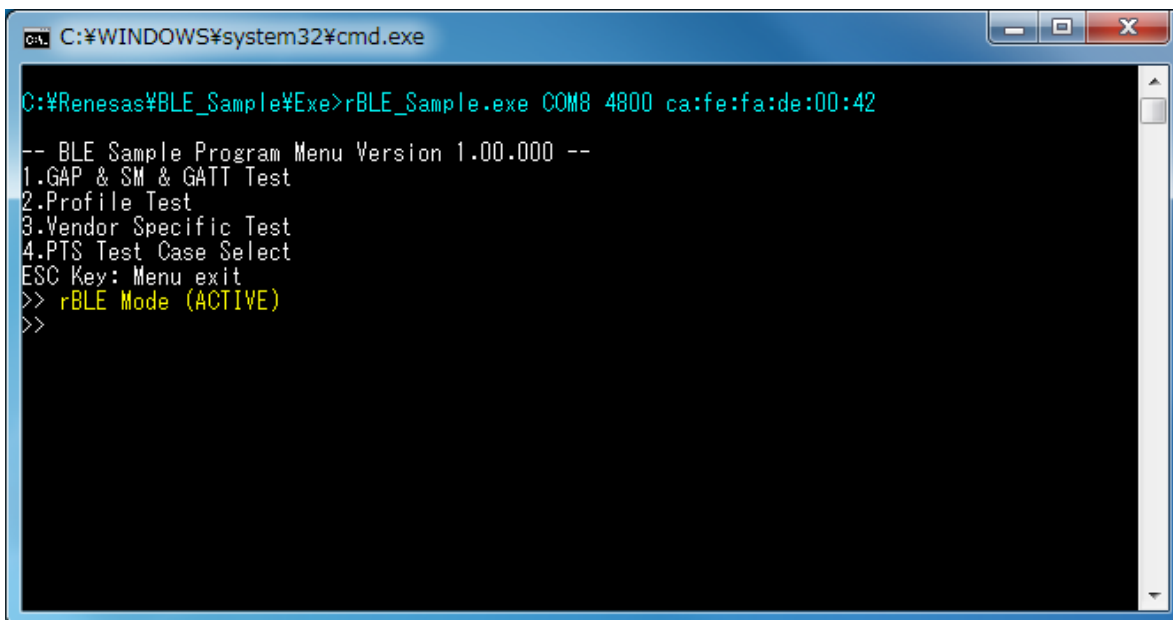 C:¥WINDOWS¥system32¥cmd.exe
C:¥Renesas¥BLE_Sample¥Exe>rBLE_Sample.exe COM8 4800 ca:fe:fa:de:00:42
-- BLE Sample Program Menu Version 1.00.000 --
1.GAP & SM & GATT Test
2.Profile Test
3.Vendor Specific Test
4.PTS Test Case Select
ESC Key: Menu exit
>> rBLE Mode (ACTIVE)
>>